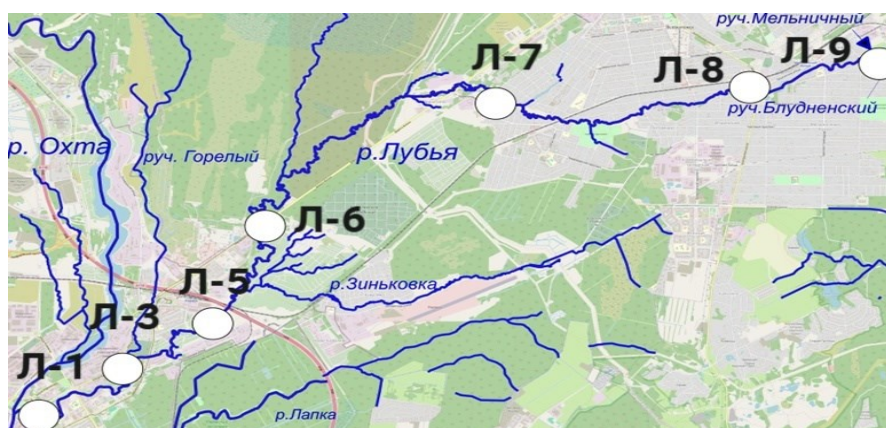 руч.Мельничный
Л-7
Л-8
Л-9
руч.Блудненский
р. Охта
руч. Горелый
р.Лубья
Л-6
Л-5
р.Зиньковка
Л-3
Л-1
р.Лапка